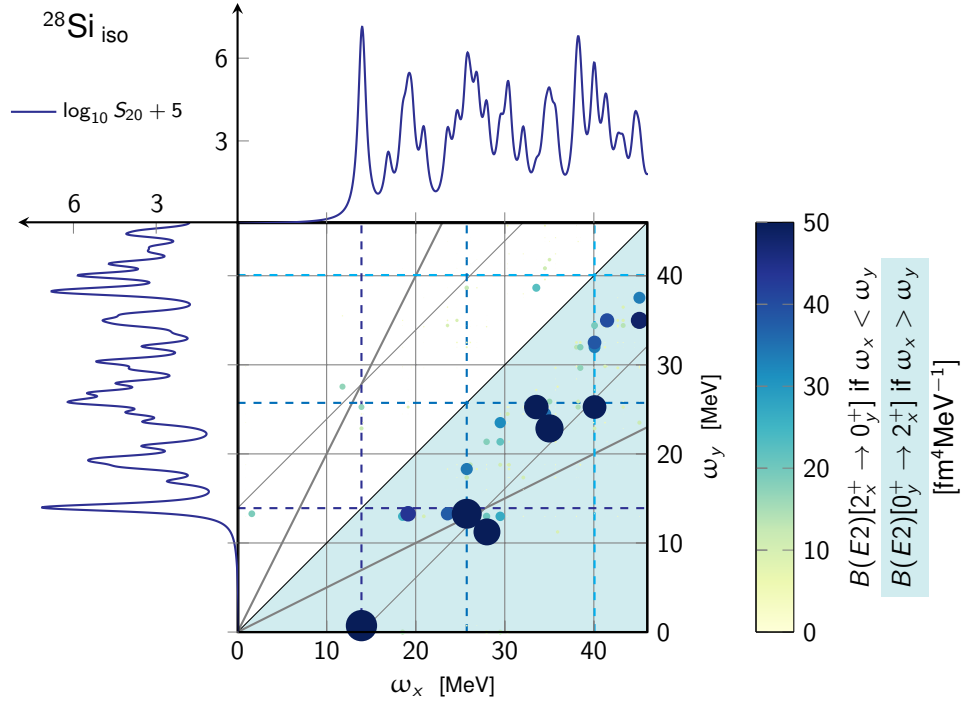 ²⁸Si iso
log₁₀ S₂₀ + 5
6
3
6 3
40
30
20
10
0
ω_y [MeV]
0 10 20 30 40
ω_x [MeV]
50
40
30
20
10
0
B(E2)[2⁺_x → 0⁺_y] if ω_x < ω_y
B(E2)[0⁺_y → 2⁺_x] if ω_x > ω_y
[fm⁴MeV⁻¹]